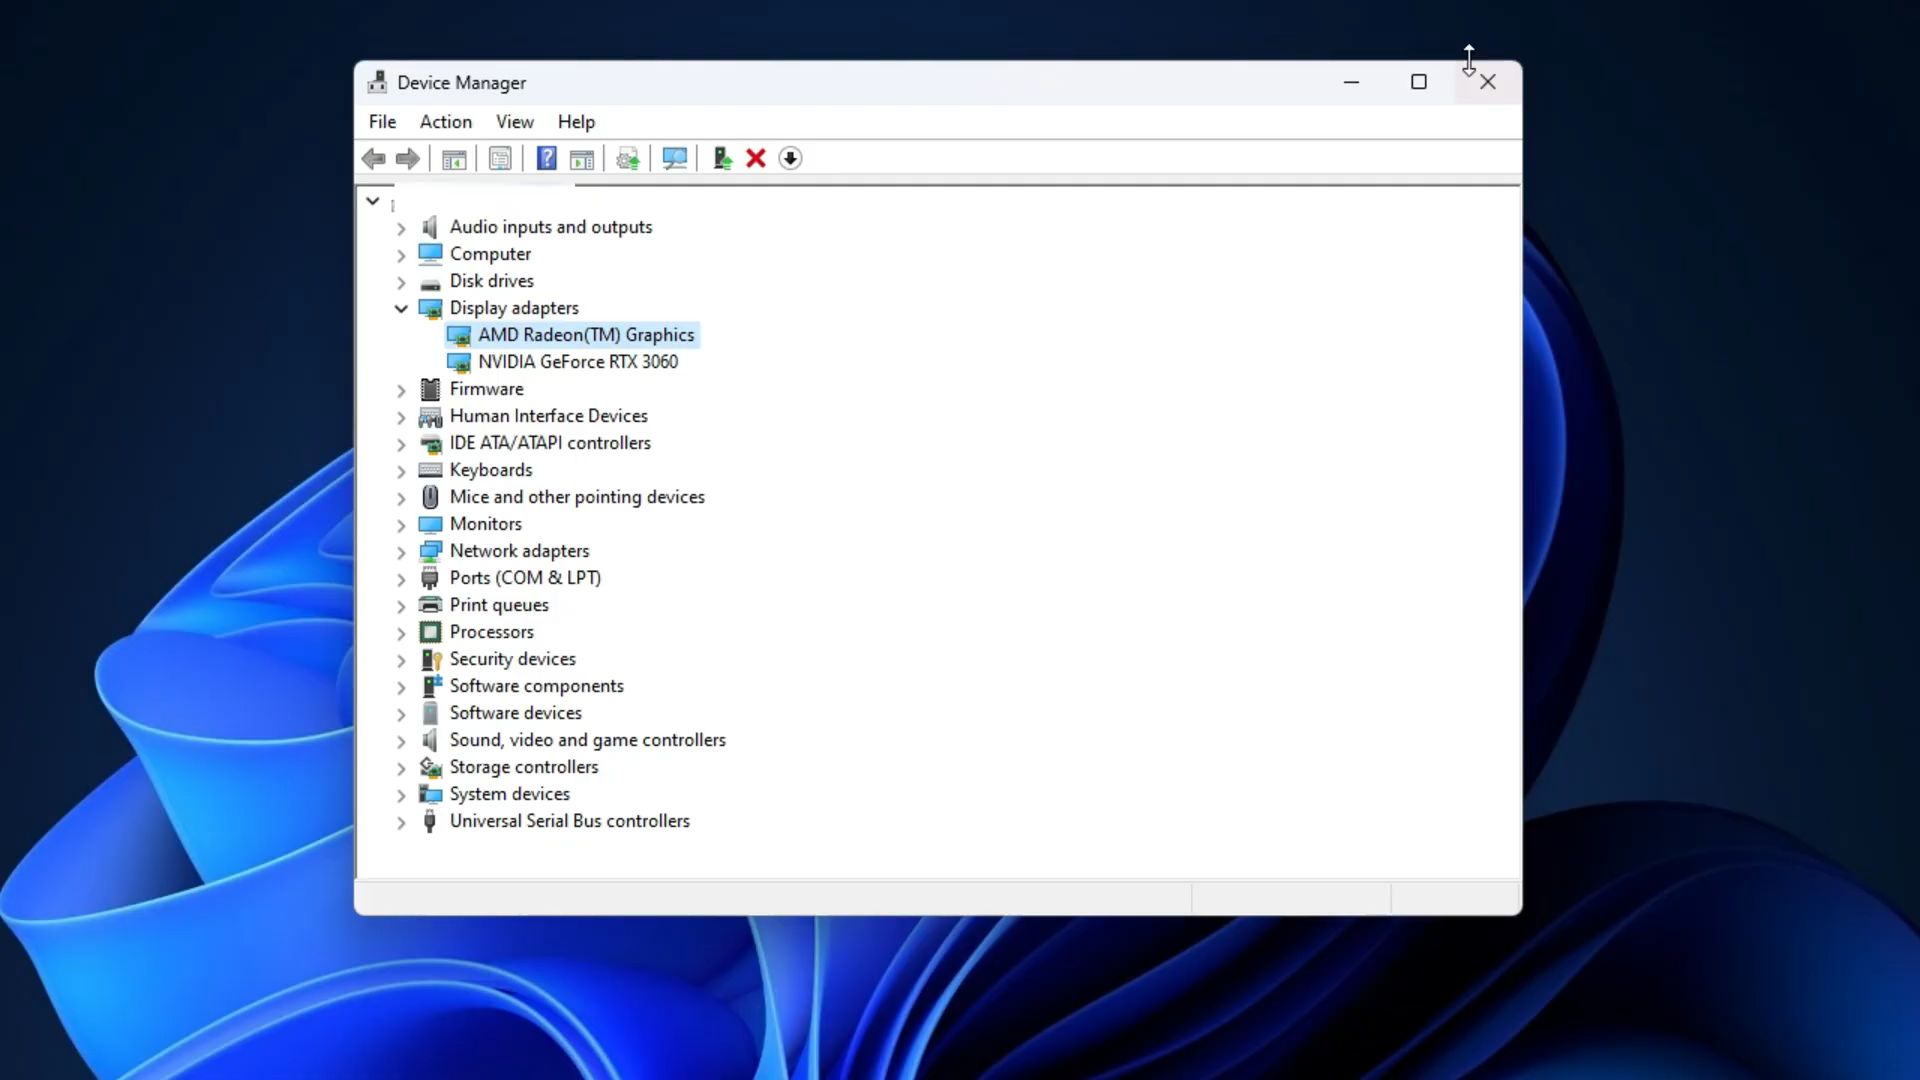 Device Manager
File Action View Help
Audio inputs and outputs
Computer
Disk drives
Display adapters
AMD Radeon(TM) Graphics
NVIDIA GeForce RTX 3060
Firmware
Human Interface Devices
IDE ATA/ATAPI controllers
Keyboards
Mice and other pointing devices
Monitors
Network adapters
Ports (COM & LPT)
Print queues
Processors
Security devices
Software components
Software devices
Sound, video and game controllers
Storage controllers
System devices
Universal Serial Bus controllers